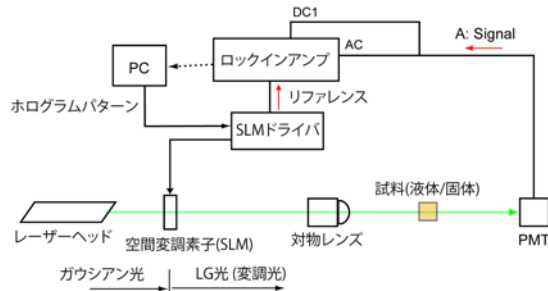 DC1
A: Signal
AC
ロックインアンプ
PC
リファレンス
ホログラムパターン
SLMドライバ
試料(液体/固体)
レーザーヘッド
空間変調素子(SLM)
対物レンズ
PMT
ガウシアン光
LG光 (変調光)